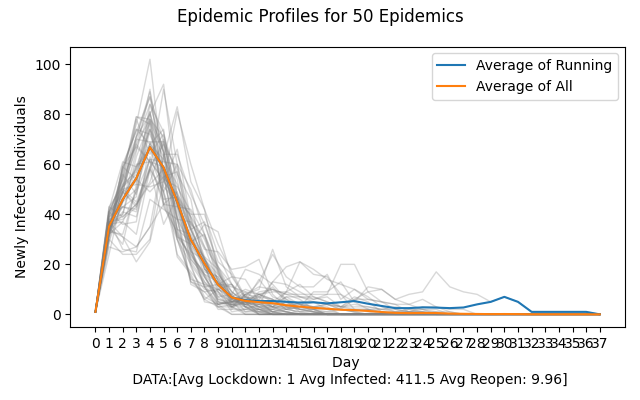 Epidemic Profiles for 50 Epidemics
Average of Running
Average of All
Newly Infected Individuals
100
80
60
40
20
0
0 1 2 3 4 5 6 7 8 9 10 11 12 13 14 15 16 17 18 19 20 21 22 23 24 25 26 27 28 29 30 31 32 33 34 35 36 37
Day
DATA:[Avg Lockdown: 1 Avg Infected: 411.5 Avg Reopen: 9.96]